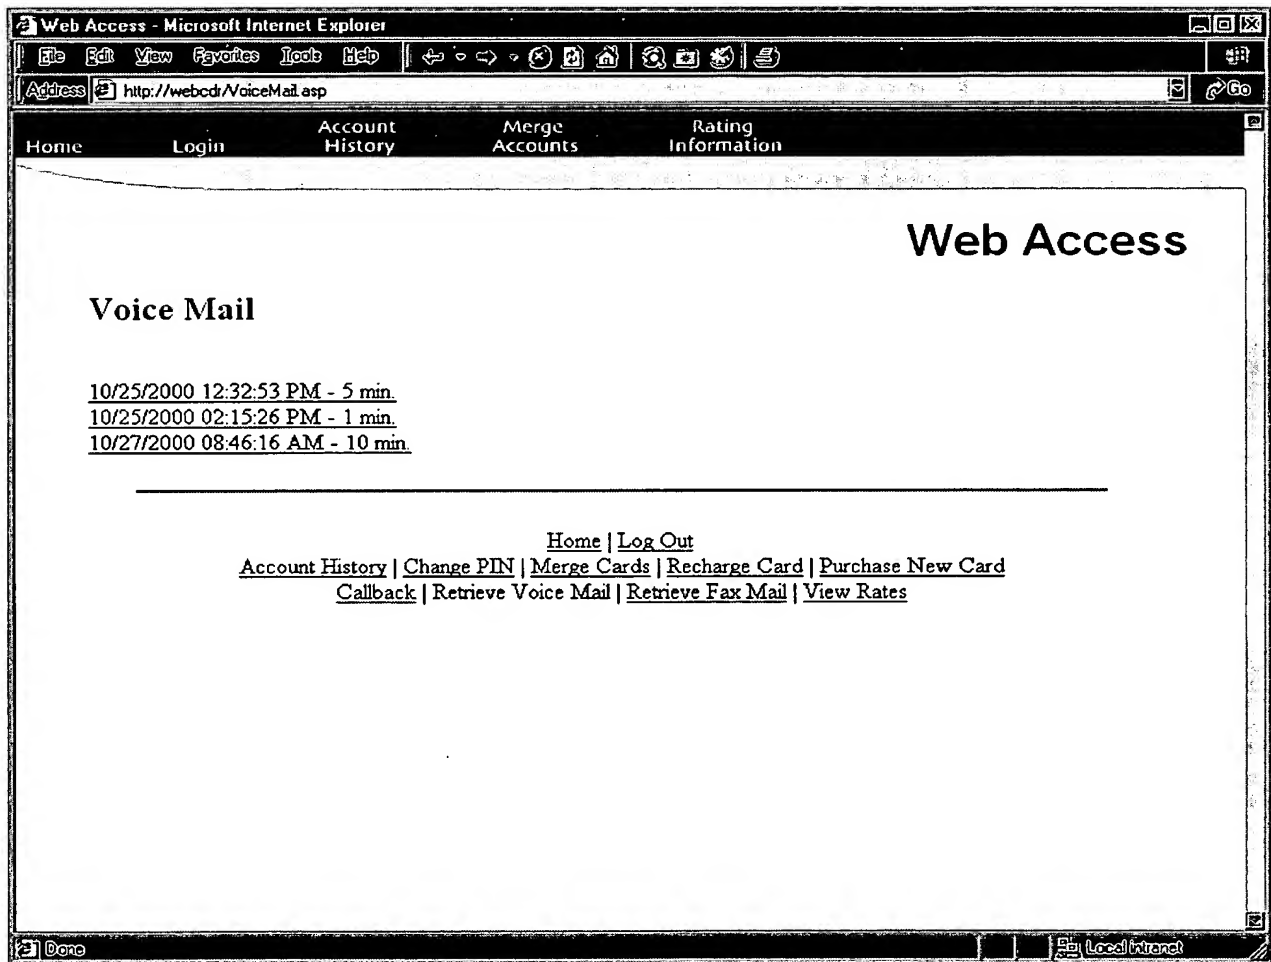 Web Access - Microsoft Internet Explorer
File Edit View Favorites Tools Help
Address http://webcdr/VoiceMail.asp Go
Home Login Account History Merge Accounts Rating Information
Web Access
Voice Mail
10/25/2000 12:32:53 PM - 5 min.
10/25/2000 02:15:26 PM - 1 min.
10/27/2000 08:46:16 AM - 10 min.
Home | Log Out
Account History | Change PIN | Merge Cards | Recharge Card | Purchase New Card
Callback | Retrieve Voice Mail | Retrieve Fax Mail | View Rates
Done Local intranet